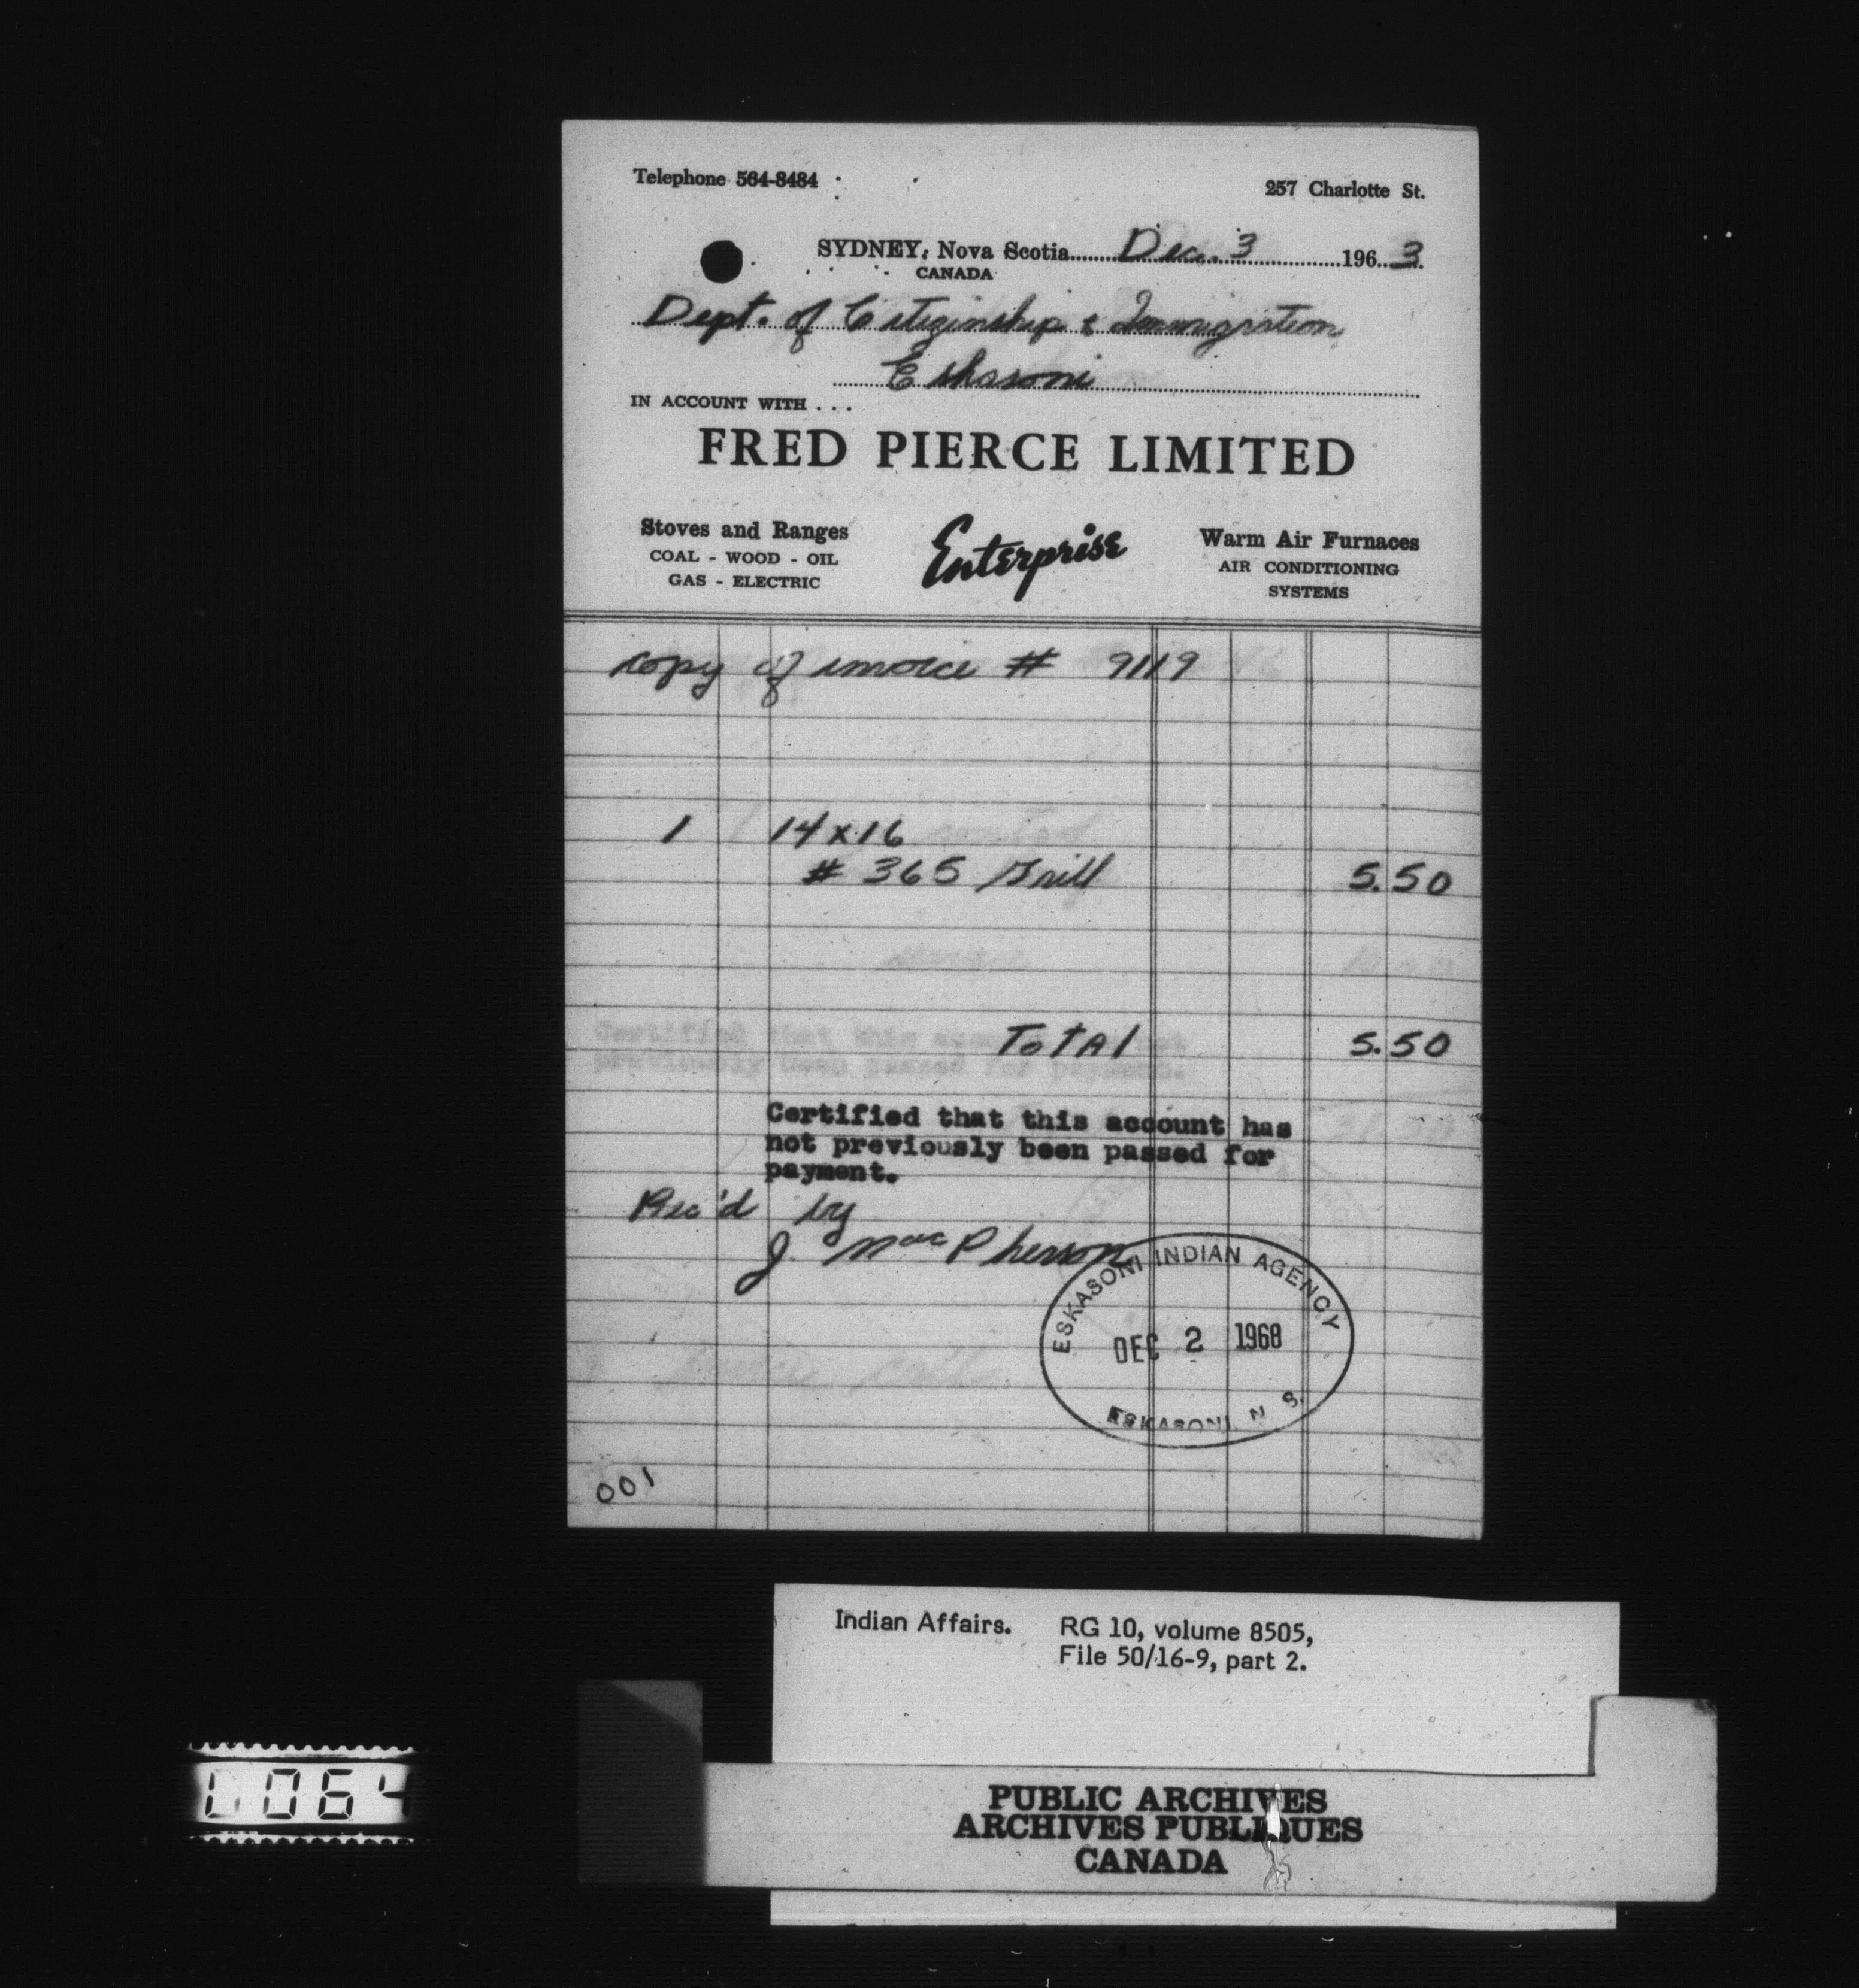 Telephone 564-8484
257 Charlotte St.
SYDNEY, Nova Scotia Dec. 3 1963
CANADA
Dept. of Citizinship & Immigration
Eskasoni
IN ACCOUNT WITH . . .
FRED PIERCE LIMITED
Stoves and Ranges
COAL - WOOD - OIL
GAS - ELECTRIC
Enterprise
Warm Air Furnaces
AIR CONDITIONING
SYSTEMS
copy of invoice # 9119
1 14x16
# 365 Grill 5.50
Total 5.50
Certified that this account has
not previously been passed for
payment.
Rec'd by
J. MacPherson
ESKASONI INDIAN AGENCY
DEC 2 1968
ESKASONI, N. S.
001
Indian Affairs. RG 10, volume 8505,
File 50/16-9, part 2.
064
PUBLIC ARCHIVES
ARCHIVES PUBLIQUES
CANADA